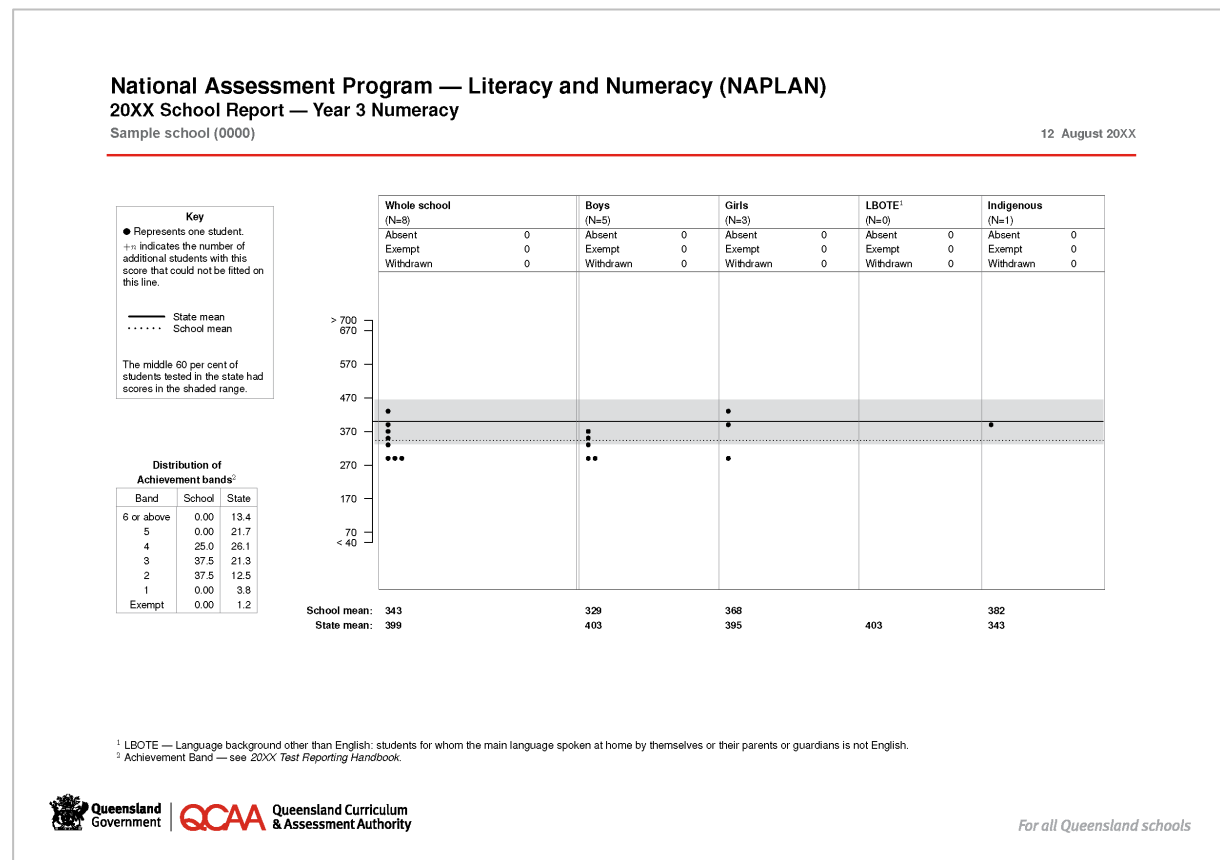 National Assessment Program — Literacy and Numeracy (NAPLAN)
20XX School Report — Year 3 Numeracy
Sample school (0000)
12 August 20XX
Key
● Represents one student.
+n indicates the number of
additional students with this
score that could not be fitted on
this line.
State mean
School mean
The middle 60 per cent of
students tested in the state had
scores in the shaded range.
Distribution of
Achievement bands²
Band School State
6 or above 0.00 13.4
5 0.00 21.7
4 25.0 26.1
3 37.5 21.3
2 37.5 12.5
1 0.00 3.8
Exempt 0.00 1.2
Whole school Boys Girls LBOTE¹ Indigenous
(N=8) (N=5) (N=3) (N=0) (N=1)
Absent 0 Absent 0 Absent 0 Absent 0 Absent 0
Exempt 0 Exempt 0 Exempt 0 Exempt 0 Exempt 0
Withdrawn 0 Withdrawn 0 Withdrawn 0 Withdrawn 0 Withdrawn 0
> 700
670
570
470
370
270
170
70
< 40
School mean: 343 329 368 382
State mean: 399 403 395 403 343
¹ LBOTE — Language background other than English: students for whom the main language spoken at home by themselves or their parents or guardians is not English.
² Achievement Band — see 20XX Test Reporting Handbook.
Queensland
Government
QCAA
Queensland Curriculum
& Assessment Authority
For all Queensland schools